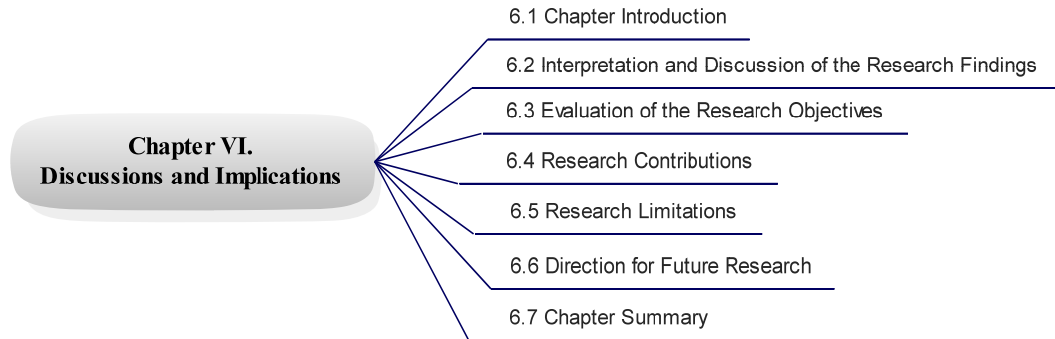 Chapter VI.
Discussions and Implications
6.1 Chapter Introduction
6.2 Interpretation and Discussion of the Research Findings
6.3 Evaluation of the Research Objectives
6.4 Research Contributions
6.5 Research Limitations
6.6 Direction for Future Research
6.7 Chapter Summary